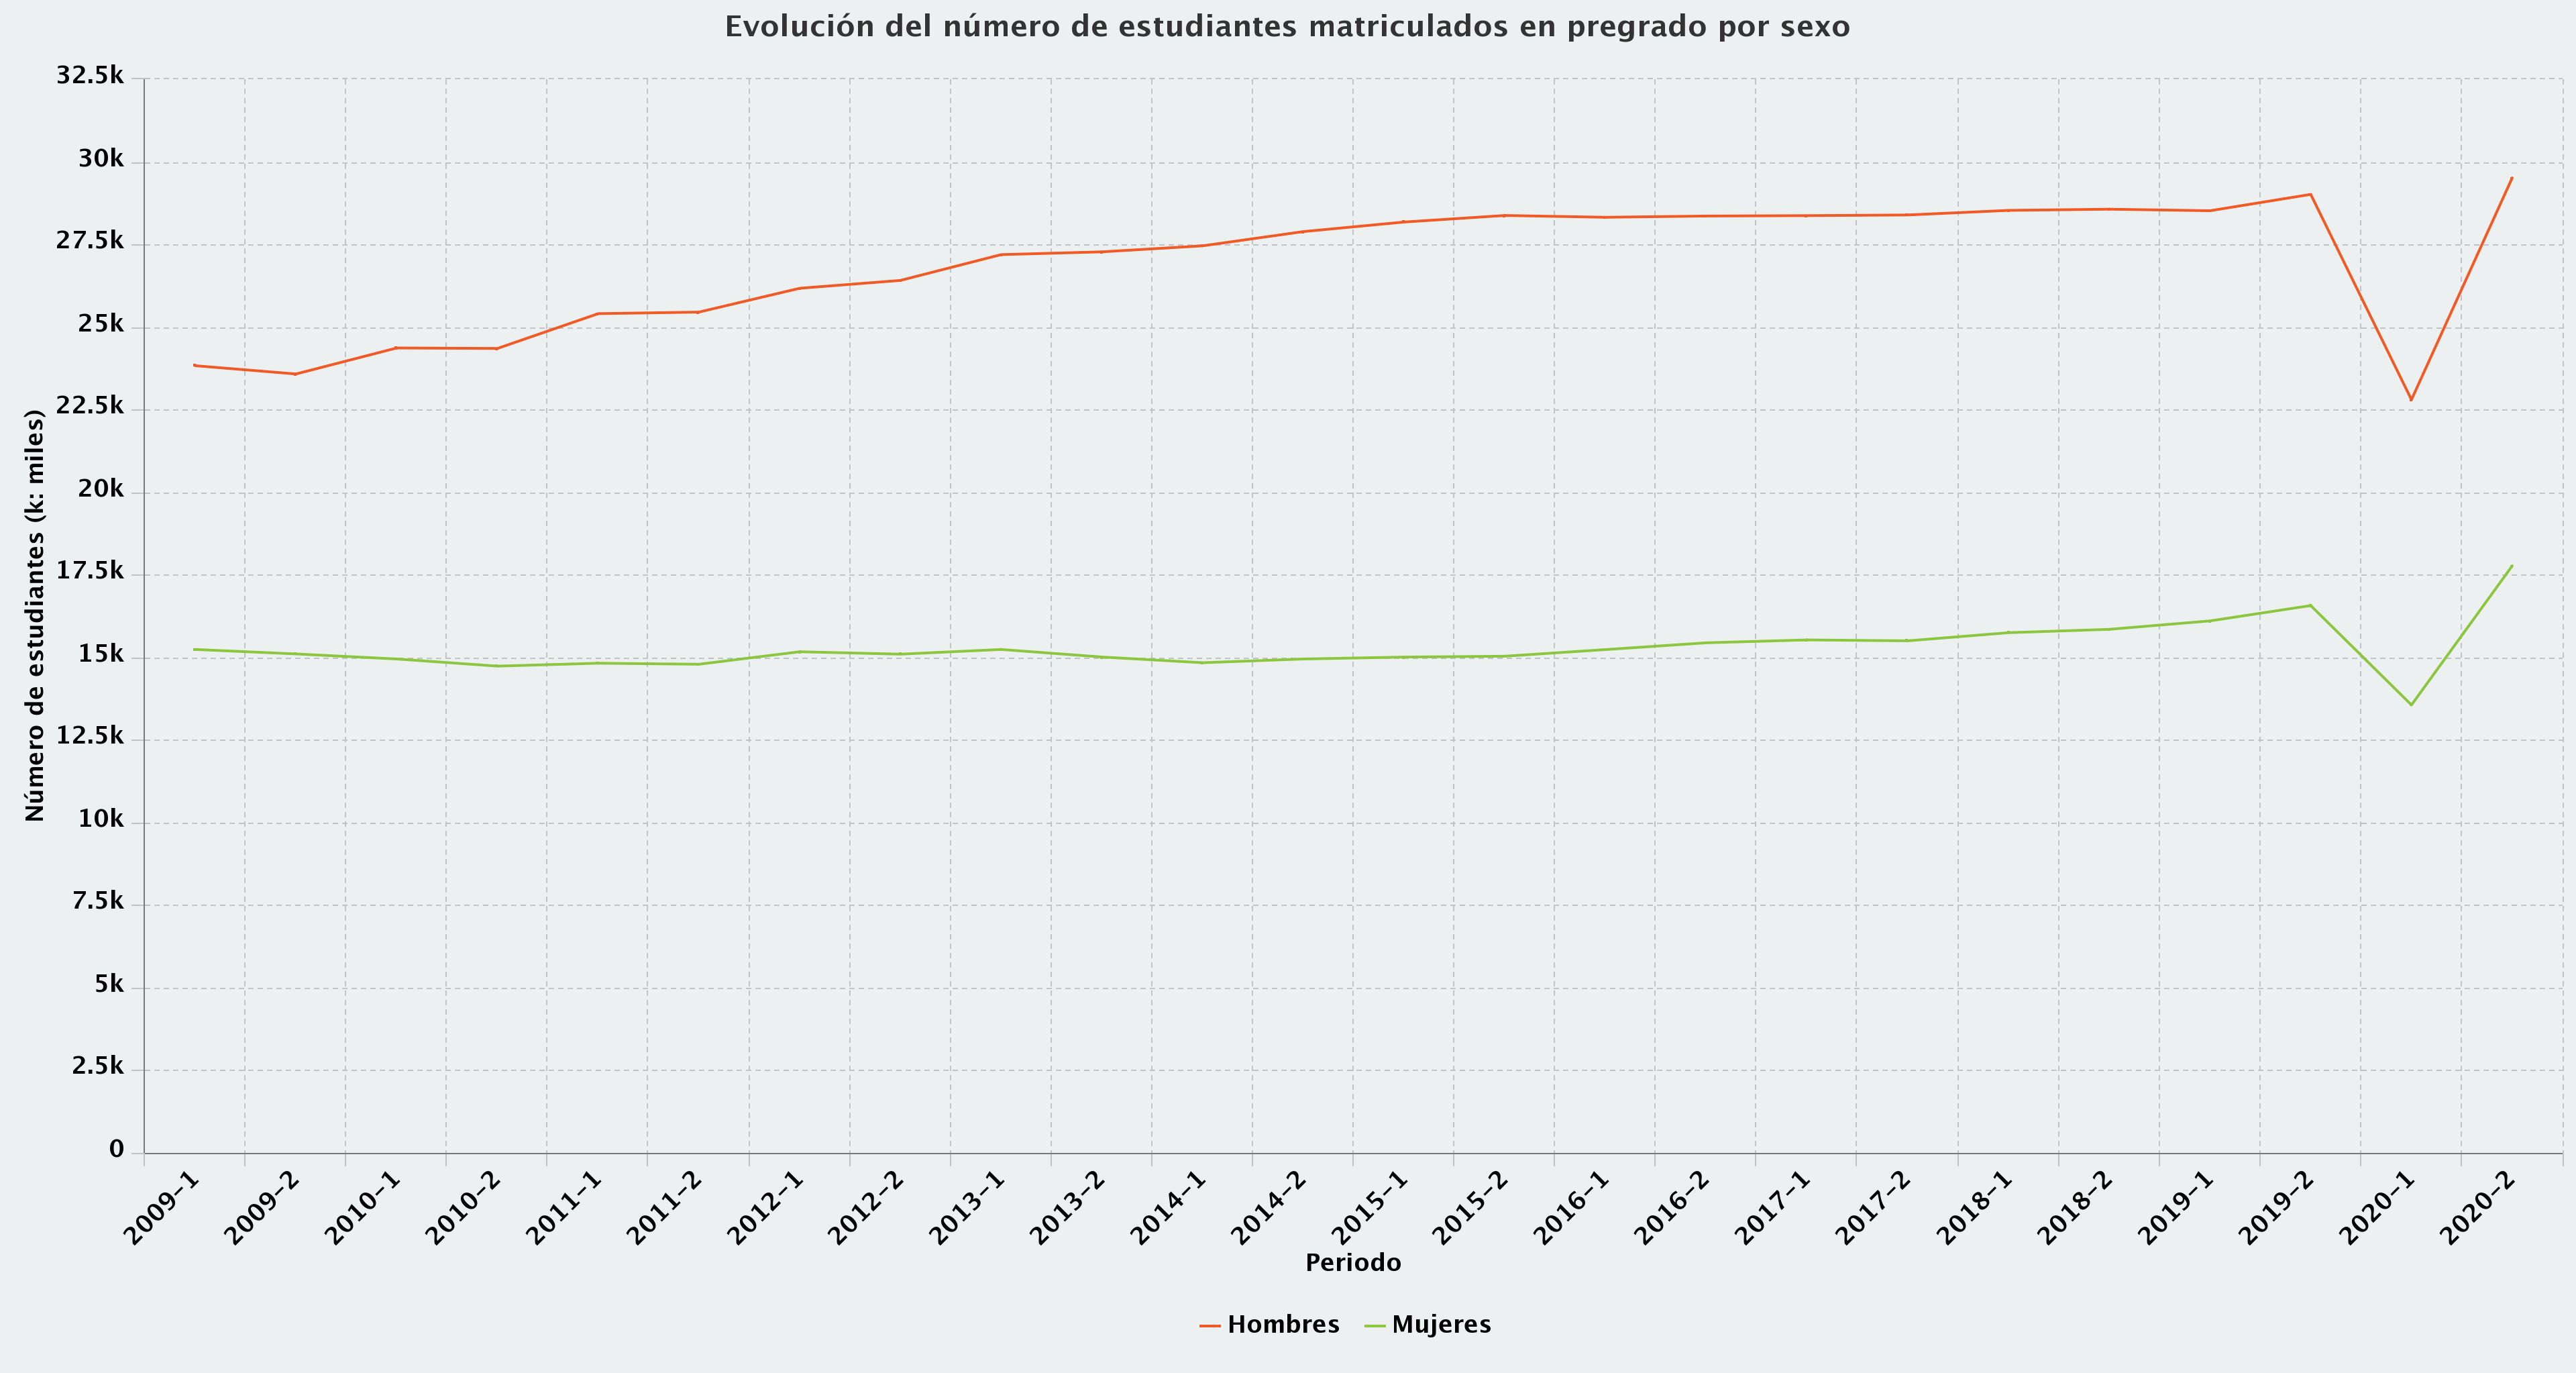 Evolución del número de estudiantes matriculados en pregrado por sexo
Número de estudiantes (k: miles)
32.5k
30k
27.5k
25k
22.5k
20k
17.5k
15k
12.5k
10k
7.5k
5k
2.5k
0
2009-1
2009-2
2010-1
2010-2
2011-1
2011-2
2012-1
2012-2
2013-1
2013-2
2014-1
2014-2
2015-1
2015-2
2016-1
2016-2
2017-1
2017-2
2018-1
2018-2
2019-1
2019-2
2020-1
2020-2
Periodo
Hombres
Mujeres